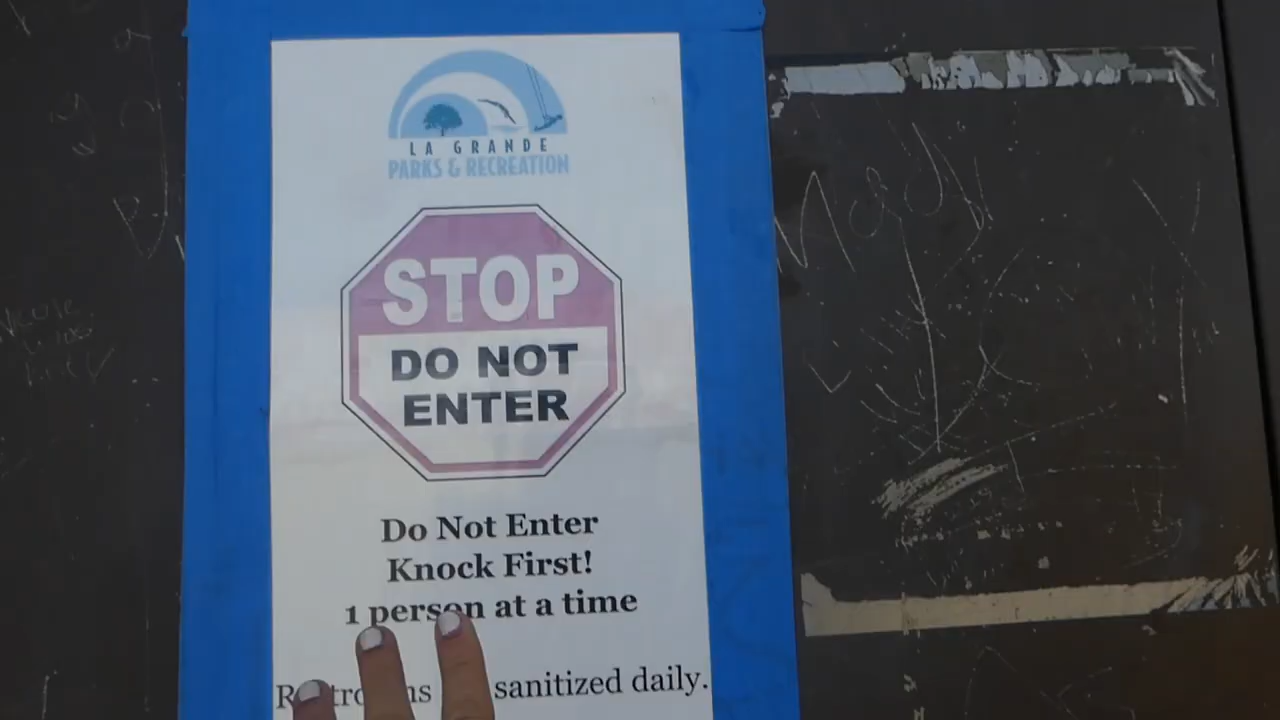 LA GRANDE
PARKS & RECREATION
STOP
DO NOT
ENTER
Do Not Enter
Knock First!
1 person at a time
sanitized daily.